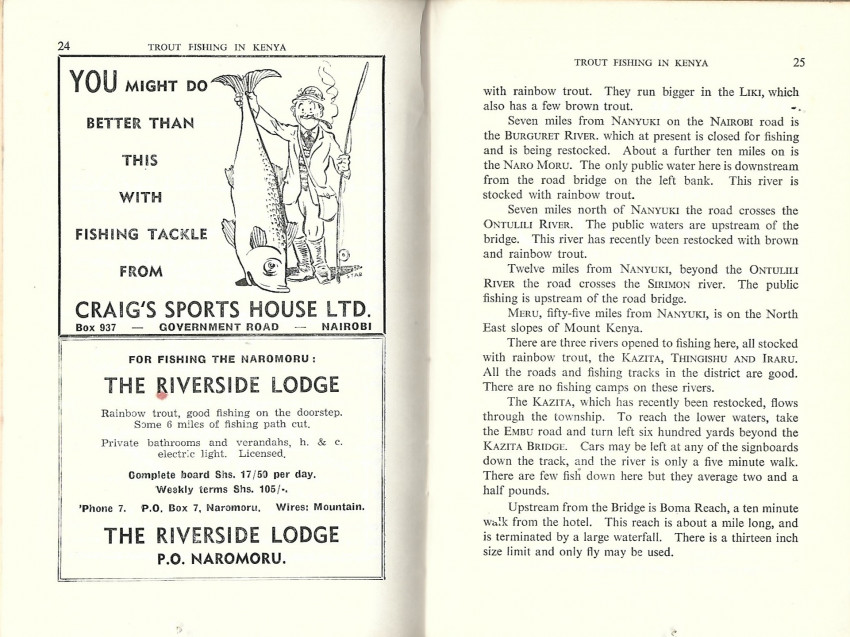 24
TROUT FISHING IN KENYA
YOU MIGHT DO
BETTER THAN
THIS
WITH
FISHING TACKLE
FROM
STAB
CRAIG'S SPORTS HOUSE LTD.
Box 937 — GOVERNMENT ROAD — NAIROBI
FOR FISHING THE NAROMORU:
THE RIVERSIDE LODGE
Rainbow trout, good fishing on the doorstep.
Some 6 miles of fishing path cut.
Private bathrooms and verandahs, h. & c.
electric light. Licensed.
Complete board Shs. 17/50 per day.
Weekly terms Shs. 105/-.
'Phone 7. P.O. Box 7, Naromoru. Wires: Mountain.
THE RIVERSIDE LODGE
P.O. NAROMORU.
TROUT FISHING IN KENYA
25
with rainbow trout. They run bigger in the LIKI, which
also has a few brown trout.
Seven miles from NANYUKI on the NAIROBI road is
the BURGURET RIVER. which at present is closed for fishing
and is being restocked. About a further ten miles on is
the NARO MORU. The only public water here is downstream
from the road bridge on the left bank. This river is
stocked with rainbow trout.
Seven miles north of NANYUKI the road crosses the
ONTULILI RIVER. The public waters are upstream of the
bridge. This river has recently been restocked with brown
and rainbow trout.
Twelve miles from NANYUKI, beyond the ONTULILI
RIVER the road crosses the SIRIMON river. The public
fishing is upstream of the road bridge.
MERU, fifty-five miles from NANYUKI, is on the North
East slopes of Mount Kenya.
There are three rivers opened to fishing here, all stocked
with rainbow trout, the KAZITA, THINGISHU AND IRARU.
All the roads and fishing tracks in the district are good.
There are no fishing camps on these rivers.
The KAZITA, which has recently been restocked, flows
through the township. To reach the lower waters, take
the EMBU road and turn left six hundred yards beyond the
KAZITA BRIDGE. Cars may be left at any of the signboards
down the track, and the river is only a five minute walk.
There are few fish down here but they average two and a
half pounds.
Upstream from the Bridge is Boma Reach, a ten minute
walk from the hotel. This reach is about a mile long, and
is terminated by a large waterfall. There is a thirteen inch
size limit and only fly may be used.